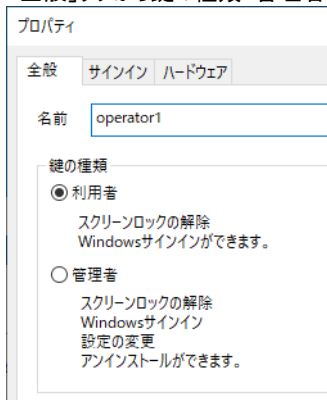 プロパティ
全般 サインイン ハードウェア
名前 operator1
鍵の種類
利用者
スクリーンロックの解除
Windowsサインインができます。
管理者
スクリーンロックの解除
Windowsサインイン
設定の変更
アンインストールができます。